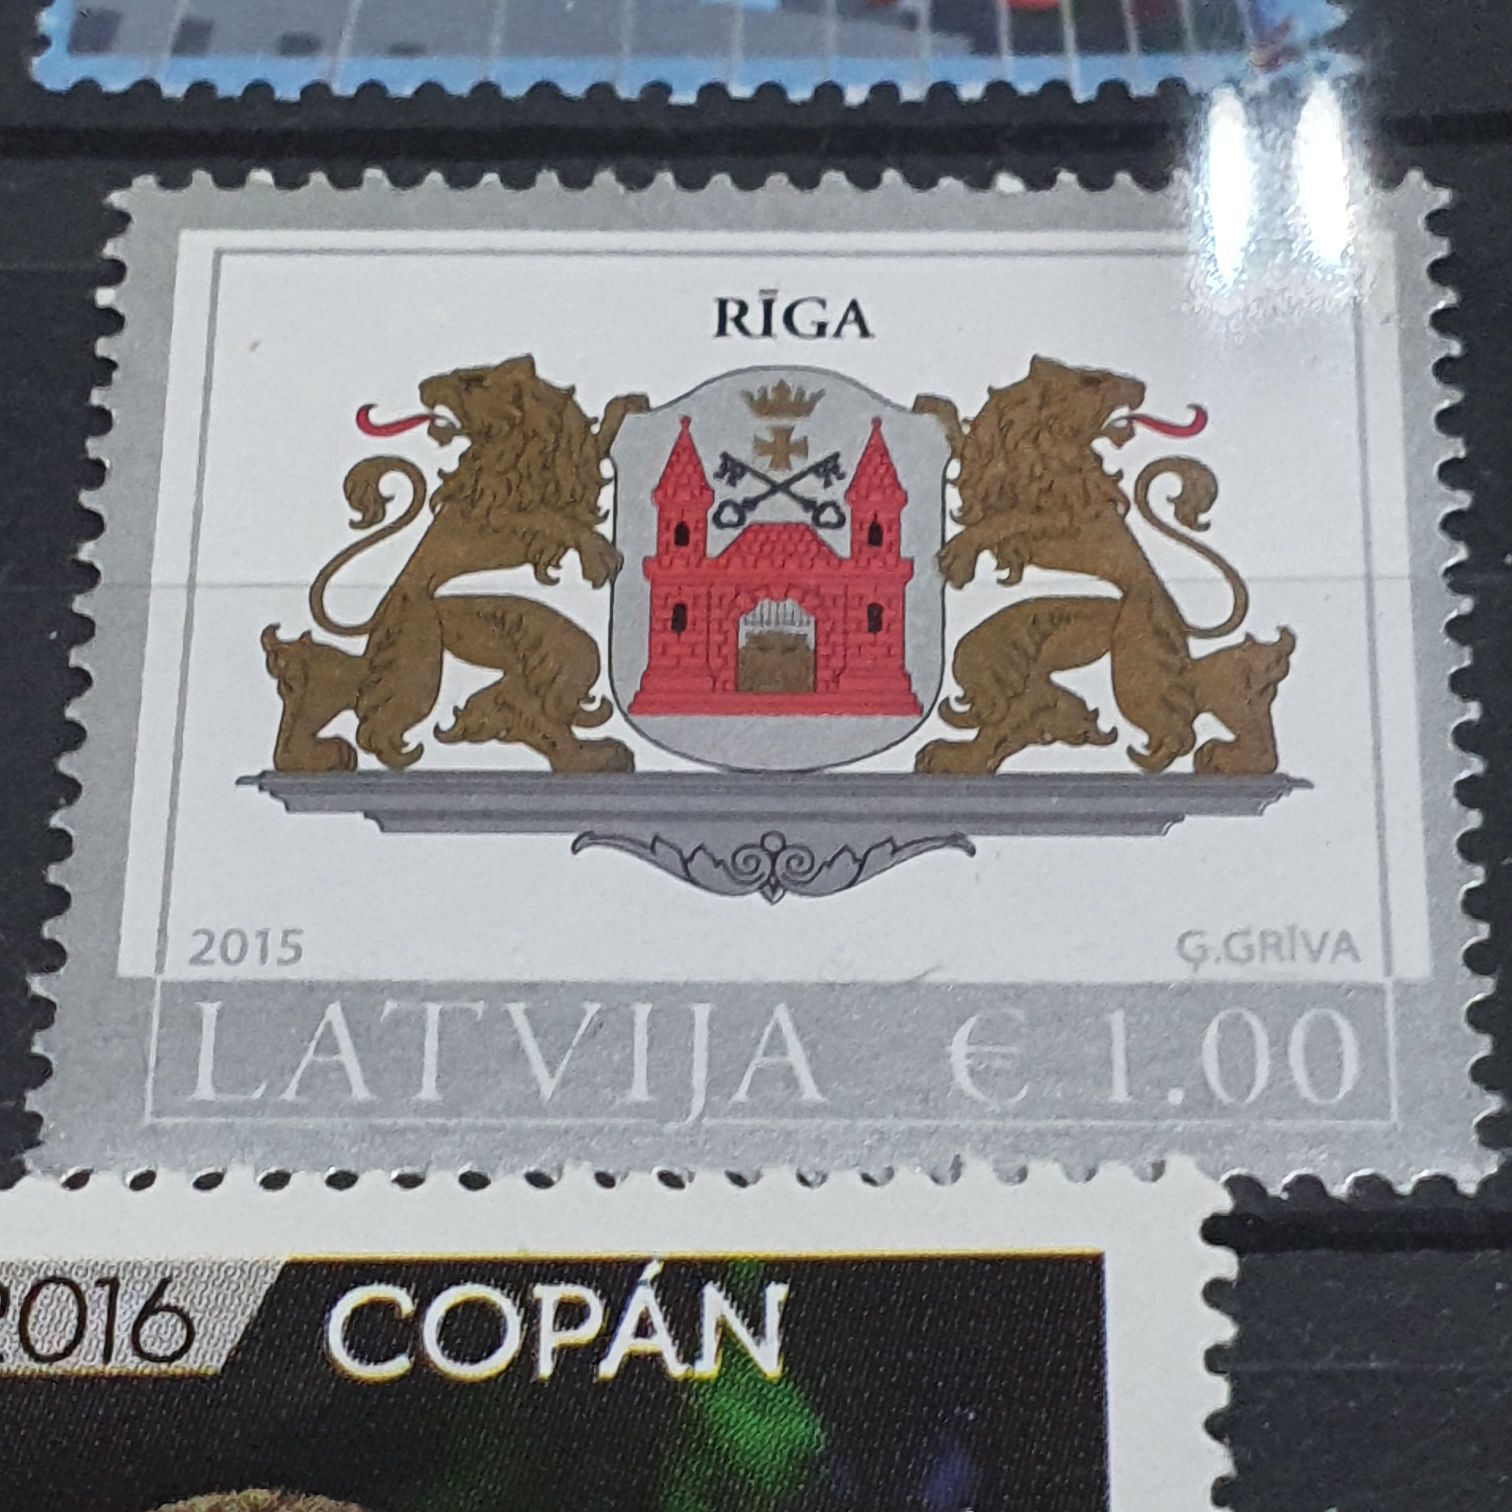 RĪGA
2015
Ģ.GRĪVA
LATVIJA € 1.00
2016
COPÁN